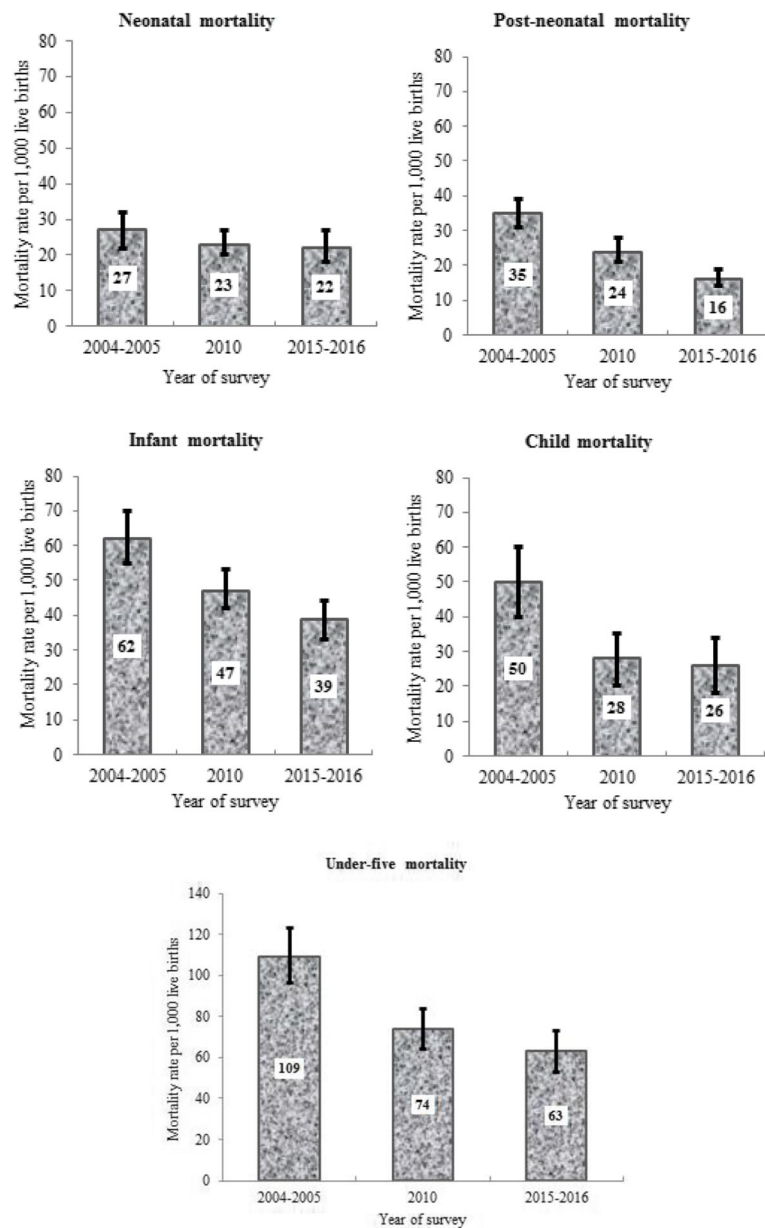 Neonatal mortality
Mortality rate per 1,000 live births
80
70
60
50
40
30
20
10
0
27
23
22
2004-2005 2010 2015-2016
Year of survey
Post-neonatal mortality
Mortality rate per 1,000 live births
80
70
60
50
40
30
20
10
0
35
24
16
2004-2005 2010 2015-2016
Year of survey
Infant mortality
Mortality rate per 1,000 live births
80
70
60
50
40
30
20
10
0
62
47
39
2004-2005 2010 2015-2016
Year of survey
Child mortality
Mortality rate per 1,000 live births
80
70
60
50
40
30
20
10
0
50
28
26
2004-2005 2010 2015-2016
Year of survey
Under-five mortality
Mortality rate per 1,000 live births
140
120
100
80
60
40
20
0
109
74
63
2004-2005 2010 2015-2016
Year of survey